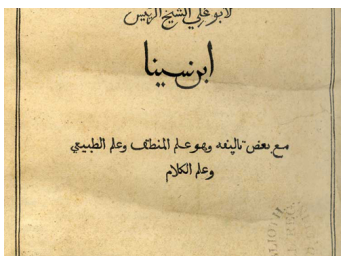 لابو علي الشيخ الرئيس
ابن سينا
مع بعض تاليفه وهو علم المنطق وعلم الطبيعي
وعلم الكلام